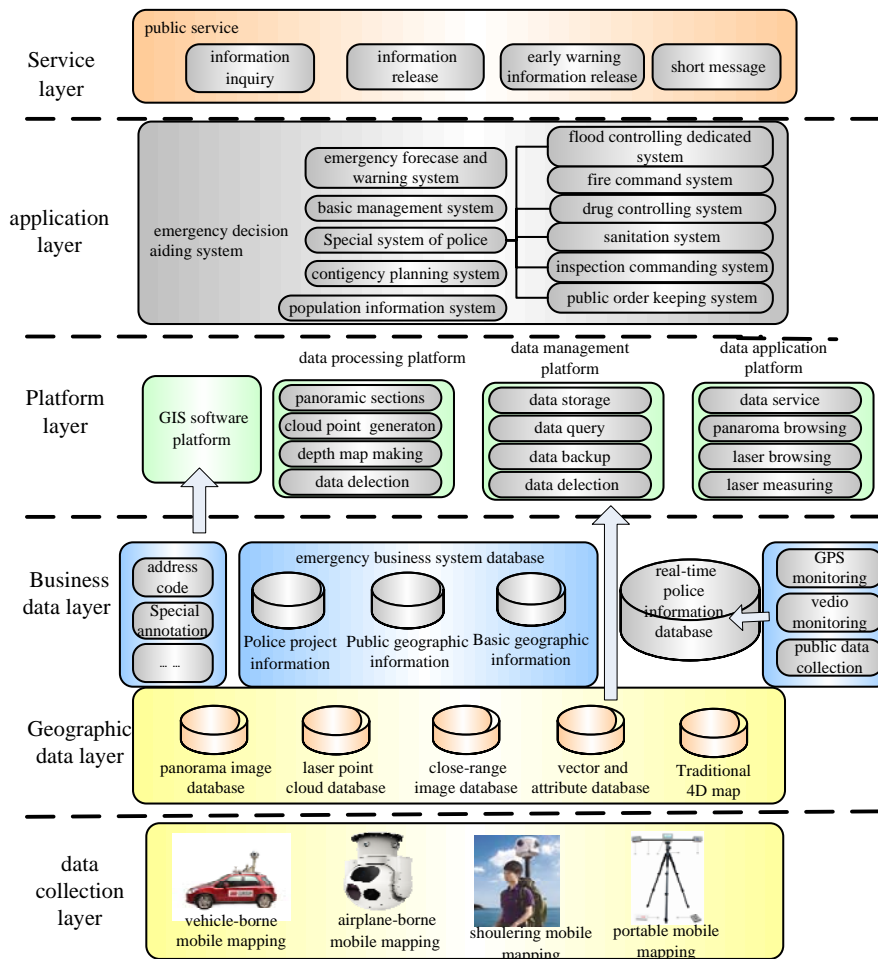 Service
layer
public service
information
inquiry
information
release
early warning
information release
short message
application
layer
emergency decision
aiding system
emergency forecase and
warning system
basic management system
Special system of police
contigency planning system
population information system
flood controlling dedicated
system
fire command system
drug controlling system
sanitation system
inspection commanding system
public order keeping system
Platform
layer
GIS software
platform
data processing platform
panoramic sections
cloud point generaton
depth map making
data delection
data management
platform
data storage
data query
data backup
data delection
data application
platform
data service
panaroma browsing
laser browsing
laser measuring
Business
data layer
address
code
Special
annotation
... ...
emergency business system database
Police project
information
Public geographic
information
Basic geographic
information
real-time
police
information
database
GPS
monitoring
vedio
monitoring
public data
collection
Geographic
data layer
panorama image
database
laser point
cloud database
close-range
image database
vector and
attribute database
Traditional
4D map
data
collection
layer
vehicle-borne
mobile mapping
airplane-borne
mobile mapping
shoulering mobile
mapping
portable mobile
mapping